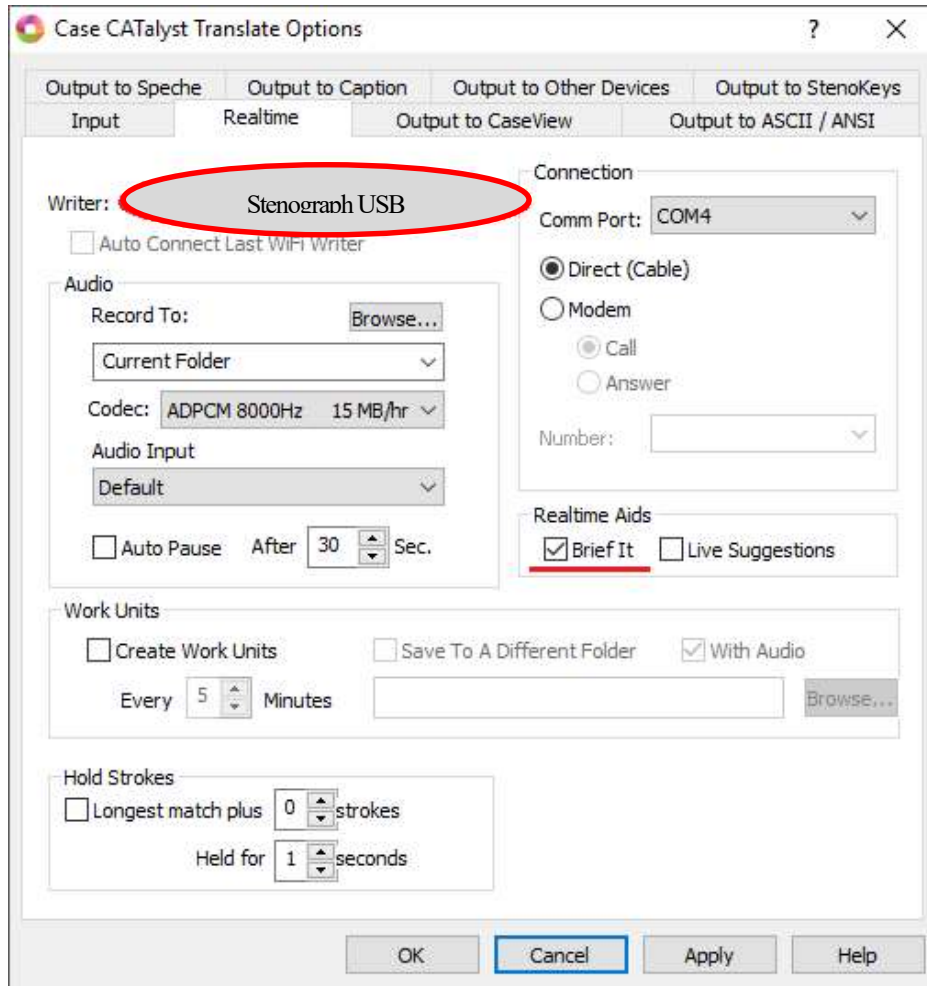 Case CATalyst Translate Options ? X
Output to Speche Output to Caption Output to Other Devices Output to StenoKeys
Input Realtime Output to CaseView Output to ASCII / ANSI
Writer: Stenograph USB
Auto Connect Last WiFi Writer
Connection
Comm Port: COM4
Direct (Cable)
Modem
Call
Answer
Number:
Audio
Record To: Browse...
Current Folder
Codec: ADPCM 8000Hz 15 MB/hr
Audio Input
Default
Auto Pause After 30 Sec.
Realtime Aids
Brief It Live Suggestions
Work Units
Create Work Units Save To A Different Folder With Audio
Every 5 Minutes Browse...
Hold Strokes
Longest match plus 0 strokes
Held for 1 seconds
OK Cancel Apply Help